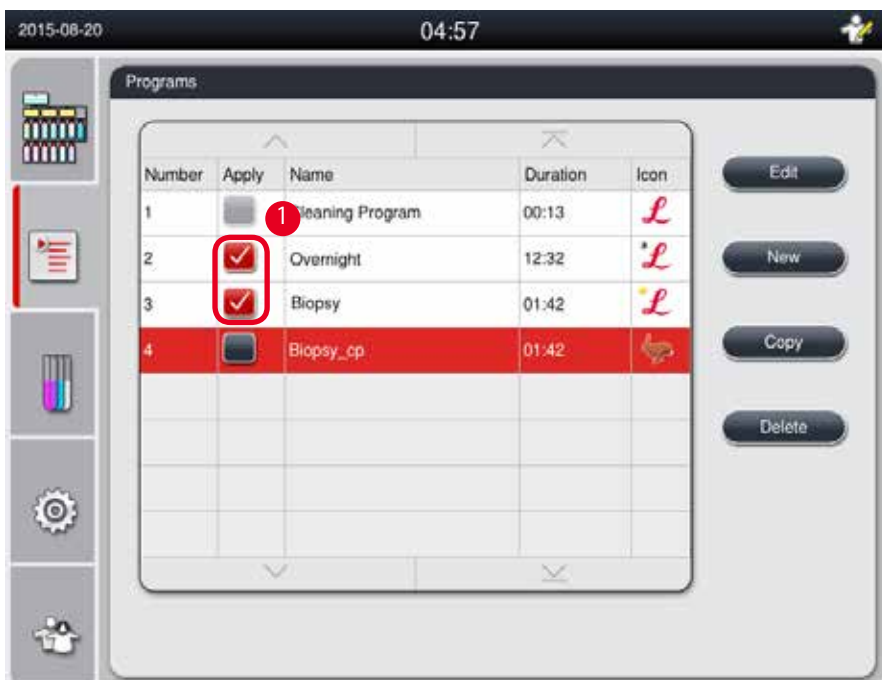 2015-08-20 04:57
Programs
Number Apply Name Duration Icon
1 Cleaning Program 00:13 L
1
2 Overnight 12:32 L
3 Biopsy 01:42 L
4 Biopsy_cp 01:42
Edit
New
Copy
Delete